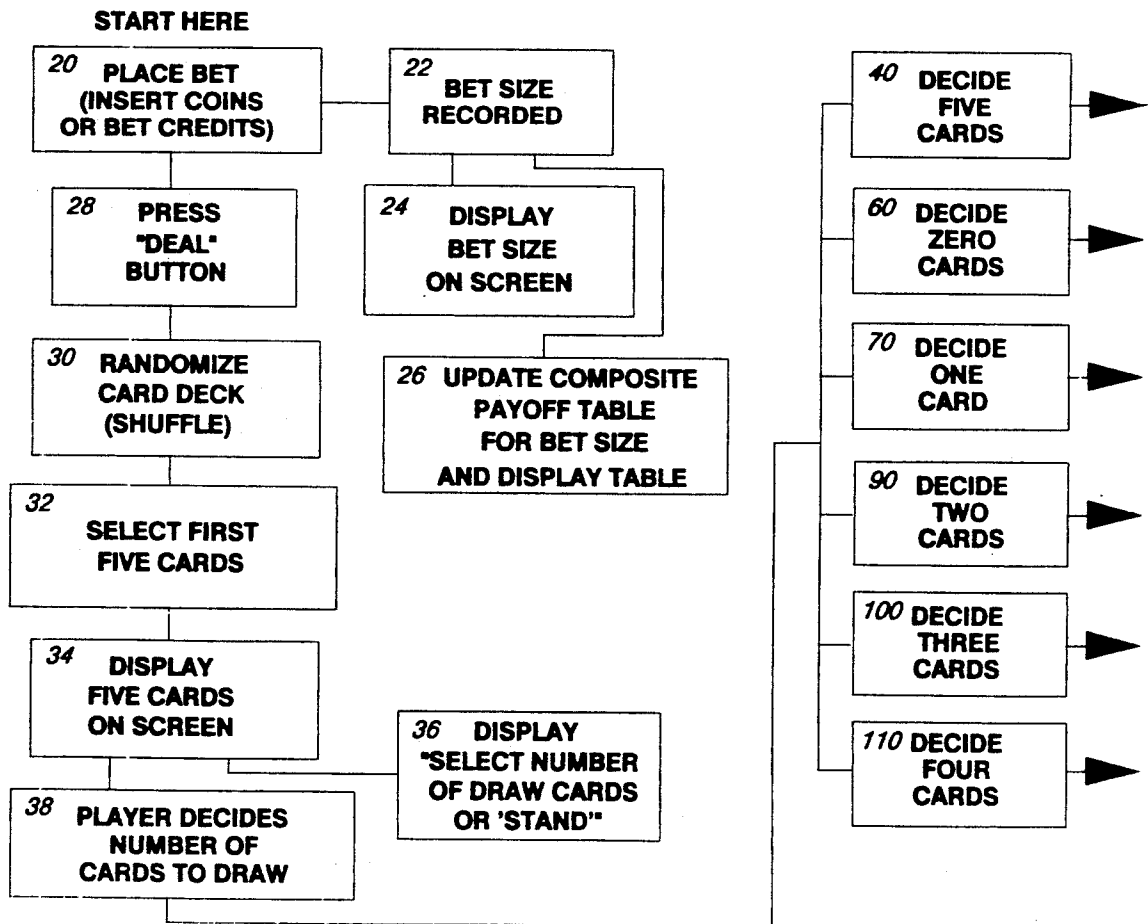 START HERE
20 PLACE BET
(INSERT COINS
OR BET CREDITS)
22 BET SIZE
RECORDED
28 PRESS
"DEAL"
BUTTON
24 DISPLAY
BET SIZE
ON SCREEN
30 RANDOMIZE
CARD DECK
(SHUFFLE)
26 UPDATE COMPOSITE
PAYOFF TABLE
FOR BET SIZE
AND DISPLAY TABLE
32
SELECT FIRST
FIVE CARDS
34 DISPLAY
FIVE CARDS
ON SCREEN
36 DISPLAY
"SELECT NUMBER
OF DRAW CARDS
OR 'STAND'"
38 PLAYER DECIDES
NUMBER OF
CARDS TO DRAW
40 DECIDE
FIVE
CARDS
60 DECIDE
ZERO
CARDS
70 DECIDE
ONE
CARD
90 DECIDE
TWO
CARDS
100 DECIDE
THREE
CARDS
110 DECIDE
FOUR
CARDS